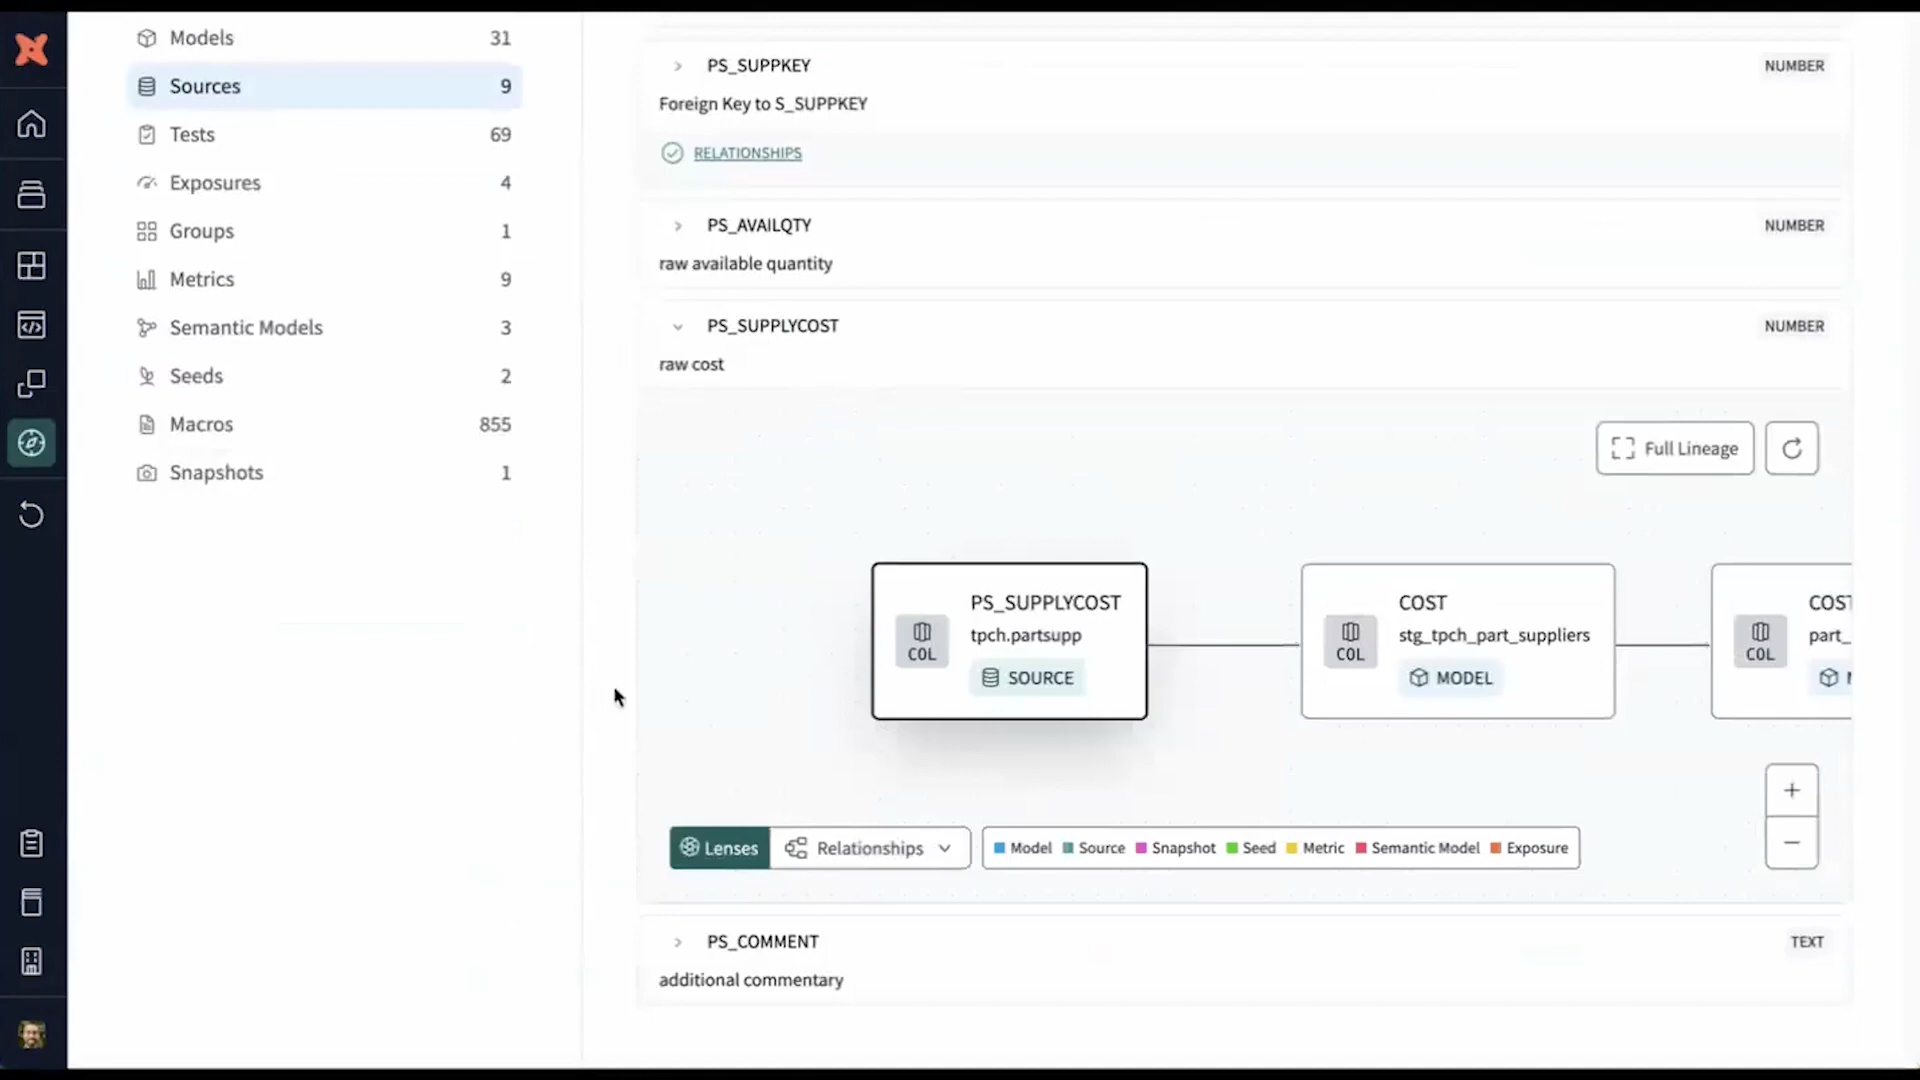 Models 31
Sources 9
Tests 69
Exposures 4
Groups 1
Metrics 9
Semantic Models 3
Seeds 2
Macros 855
Snapshots 1
PS_SUPPKEY NUMBER
Foreign Key to S_SUPPKEY
RELATIONSHIPS
PS_AVAILQTY NUMBER
raw available quantity
PS_SUPPLYCOST NUMBER
raw cost
Full Lineage
COL
PS_SUPPLYCOST
tpch.partsupp
SOURCE
COL
COST
stg_tpch_part_suppliers
MODEL
COL
COST
part_
Lenses
Relationships
Model Source Snapshot Seed Metric Semantic Model Exposure
+
−
PS_COMMENT TEXT
additional commentary